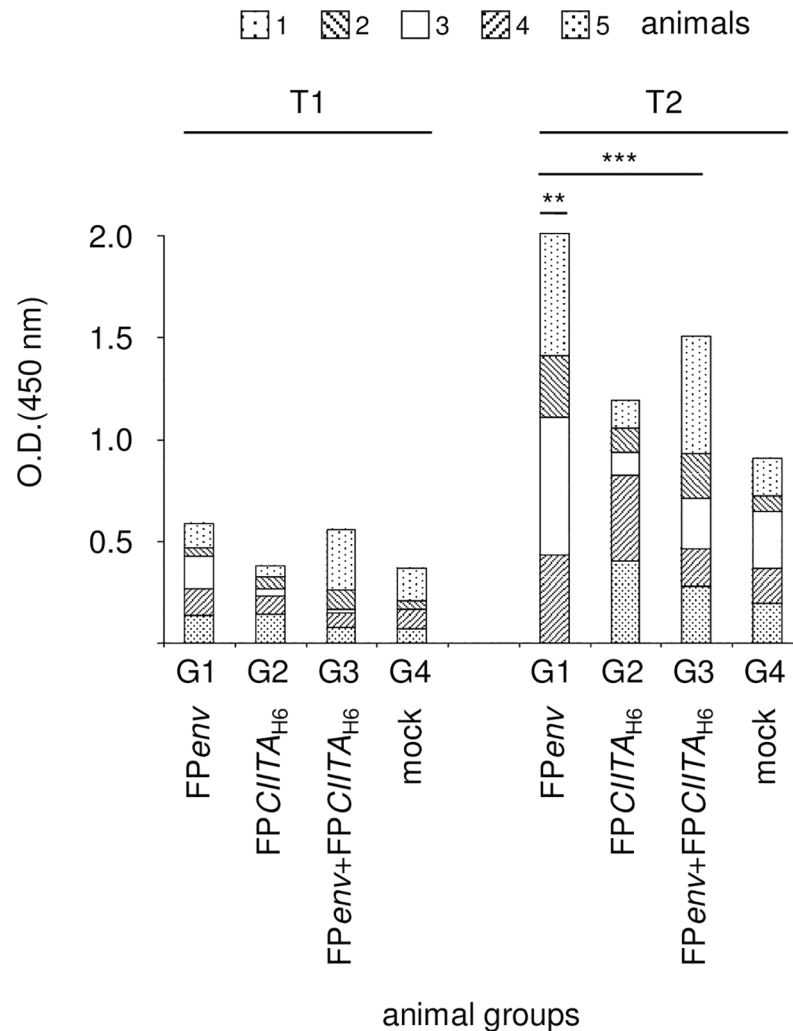 1 2 3 4 5 animals
T1 T2
***
**
2.0
1.5
1.0
0.5
O.D.(450 nm)
G1 G2 G3 G4 G1 G2 G3 G4
FPenv
FPCIITAH6
FPenv+FPCIITAH6
mock
FPenv
FPCIITAH6
FPenv+FPCIITAH6
mock
animal groups